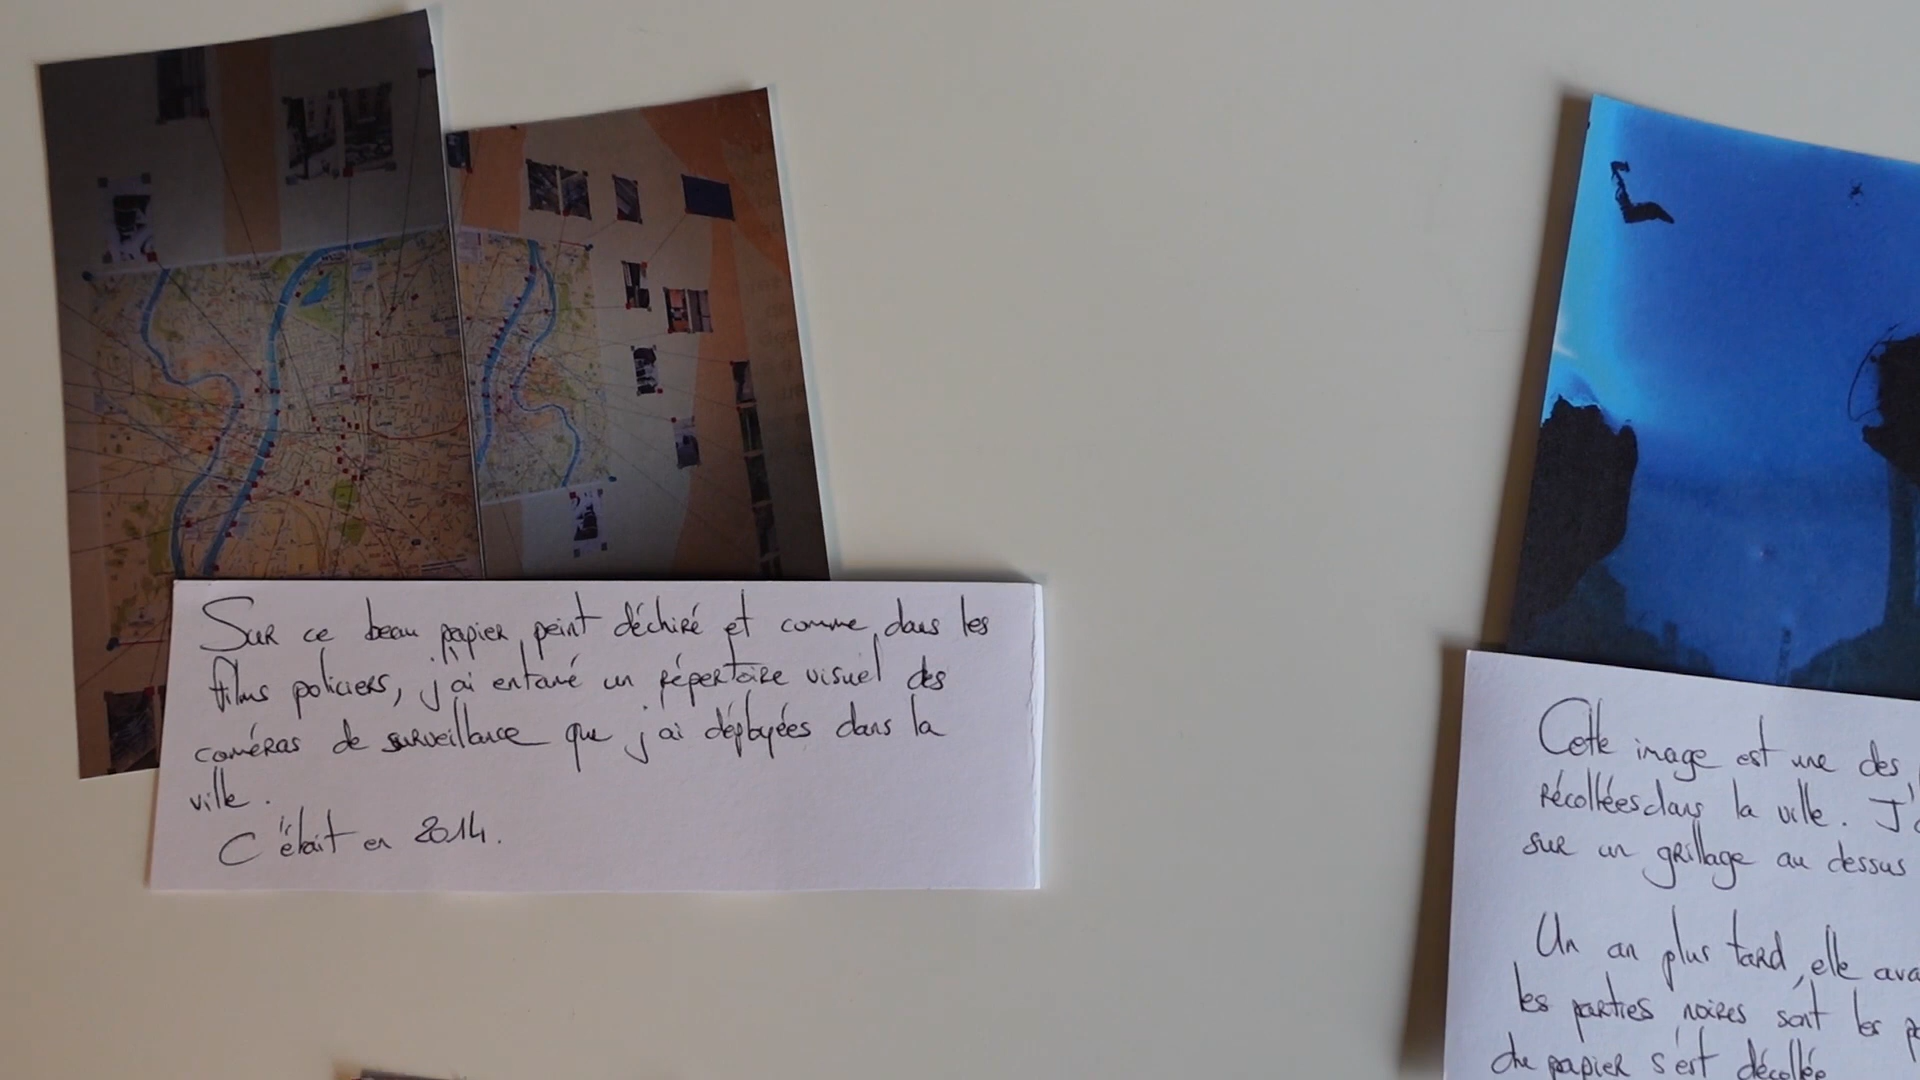 Sur ce beau papier peint déchiré et comme dans les
films policiers, j'ai entamé un répertoire visuel des
caméras de surveillance que j'ai déployées dans la
ville.
C'était en 2014.
Cette image est une des
récoltées dans la ville. J'
sur un grillage au dessus
Un an plus tard, elle ava
les parties noires sont les
du papier s'est décollée